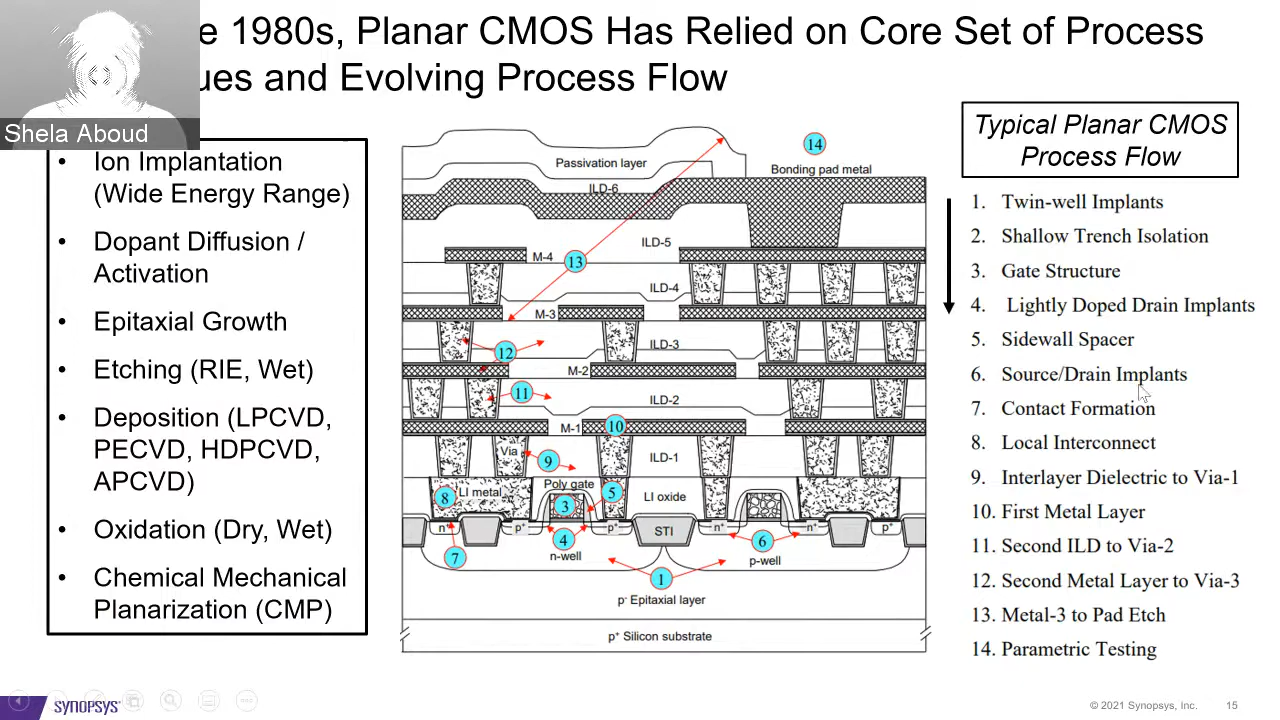 e 1980s, Planar CMOS Has Relied on Core Set of Process
ues and Evolving Process Flow
Shela Aboud
• Ion Implantation
(Wide Energy Range)
• Dopant Diffusion /
Activation
• Epitaxial Growth
• Etching (RIE, Wet)
• Deposition (LPCVD,
PECVD, HDPCVD,
APCVD)
• Oxidation (Dry, Wet)
• Chemical Mechanical
Planarization (CMP)
14
Passivation layer
Bonding pad metal
ILD-6
ILD-5
M-4
13
ILD-4
M-3
12
ILD-3
M-2
11
ILD-2
M-1
10
Via
9
ILD-1
Poly gate
8
LI metal
3
5
LI oxide
n+
p+
p+
STI
n+
n+
p+
7
4
n-well
6
p-well
1
p- Epitaxial layer
p+ Silicon substrate
Typical Planar CMOS
Process Flow
1. Twin-well Implants
2. Shallow Trench Isolation
3. Gate Structure
4. Lightly Doped Drain Implants
5. Sidewall Spacer
6. Source/Drain Implants
7. Contact Formation
8. Local Interconnect
9. Interlayer Dielectric to Via-1
10. First Metal Layer
11. Second ILD to Via-2
12. Second Metal Layer to Via-3
13. Metal-3 to Pad Etch
14. Parametric Testing
SYNOPSYS
© 2021 Synopsys, Inc. 15